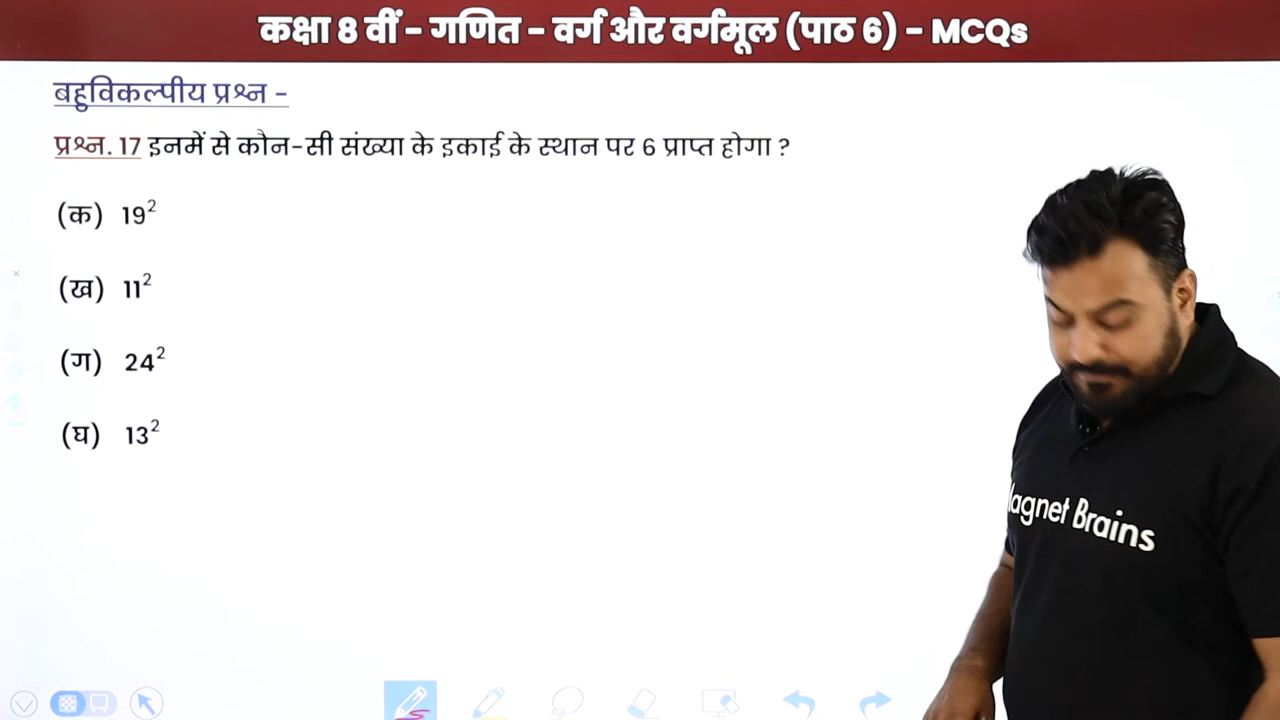 कक्षा 8 वीं - गणित - वर्ग और वर्गमूल (पाठ 6) - MCQs
बहुविकल्पीय प्रश्न -
प्रश्न. 17 इनमें से कौन-सी संख्या के इकाई के स्थान पर 6 प्राप्त होगा ?
(क) 19²
(ख) 11²
(ग) 24²
(घ) 13²
Magnet Brains